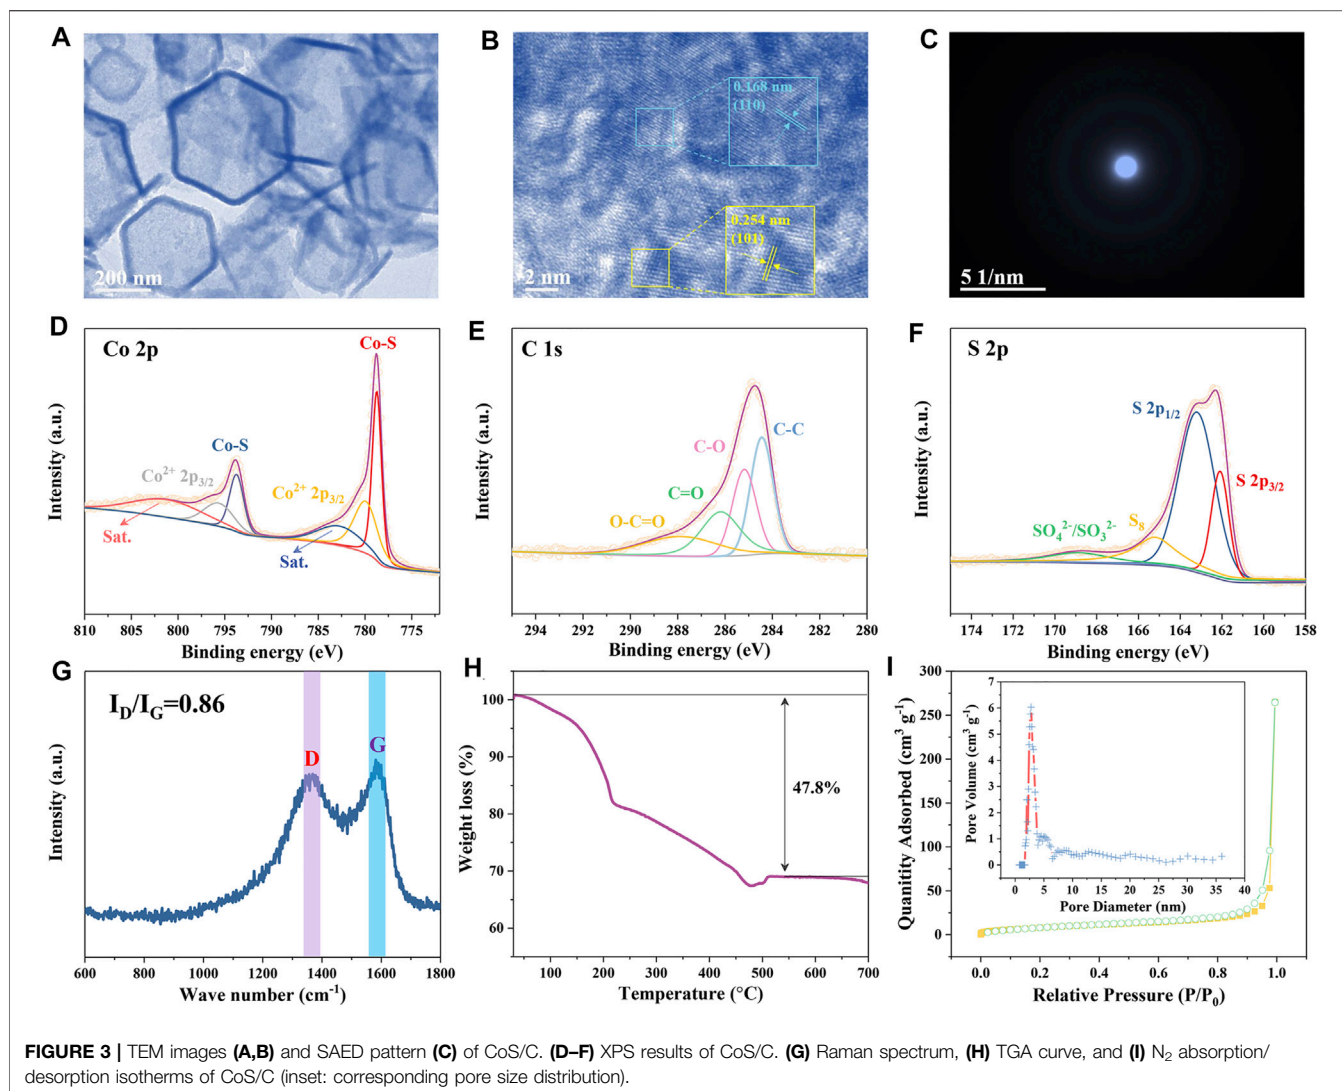 A
200 nm
B
0.168 nm
(110)
0.254 nm
(101)
2 nm
C
5 1/nm
D
Co 2p
Co-S
Co-S
Co²⁺ 2p₃/₂
Co²⁺ 2p₃/₂
Sat.
Sat.
Intensity (a.u.)
810 805 800 795 790 785 780 775
Binding energy (eV)
E
C 1s
C-C
C-O
C=O
O-C=O
Intensity (a.u.)
294 292 290 288 286 284 282 280
Binding energy (eV)
F
S 2p
S 2p₁/₂
S 2p₃/₂
S₈
SO₄²⁻/SO₃²⁻
Intensity (a.u.)
175 174 170 168 165 162 160 158
Binding energy (eV)
G
I_D/I_G=0.86
D
G
Intensity (a.u.)
600 800 1000 1200 1400 1600 1800
Wave number (cm⁻¹)
H
47.8%
Weight loss (%)
100
90
80
70
60
100 200 300 400 500 600 700
Temperature (°C)
I
Quanitity Adsorbed (cm³ g⁻¹)
300
250
200
150
100
50
0
0.0 0.2 0.4 0.6 0.8 1.0
Relative Pressure (P/P₀)
Pore Volume (cm³ g⁻¹)
7
6
5
4
3
2
1
0
0 5 10 15 20 25 30 35 40
Pore Diameter (nm)
FIGURE 3 | TEM images (A,B) and SAED pattern (C) of CoS/C. (D–F) XPS results of CoS/C. (G) Raman spectrum, (H) TGA curve, and (I) N₂ absorption/
desorption isotherms of CoS/C (inset: corresponding pore size distribution).